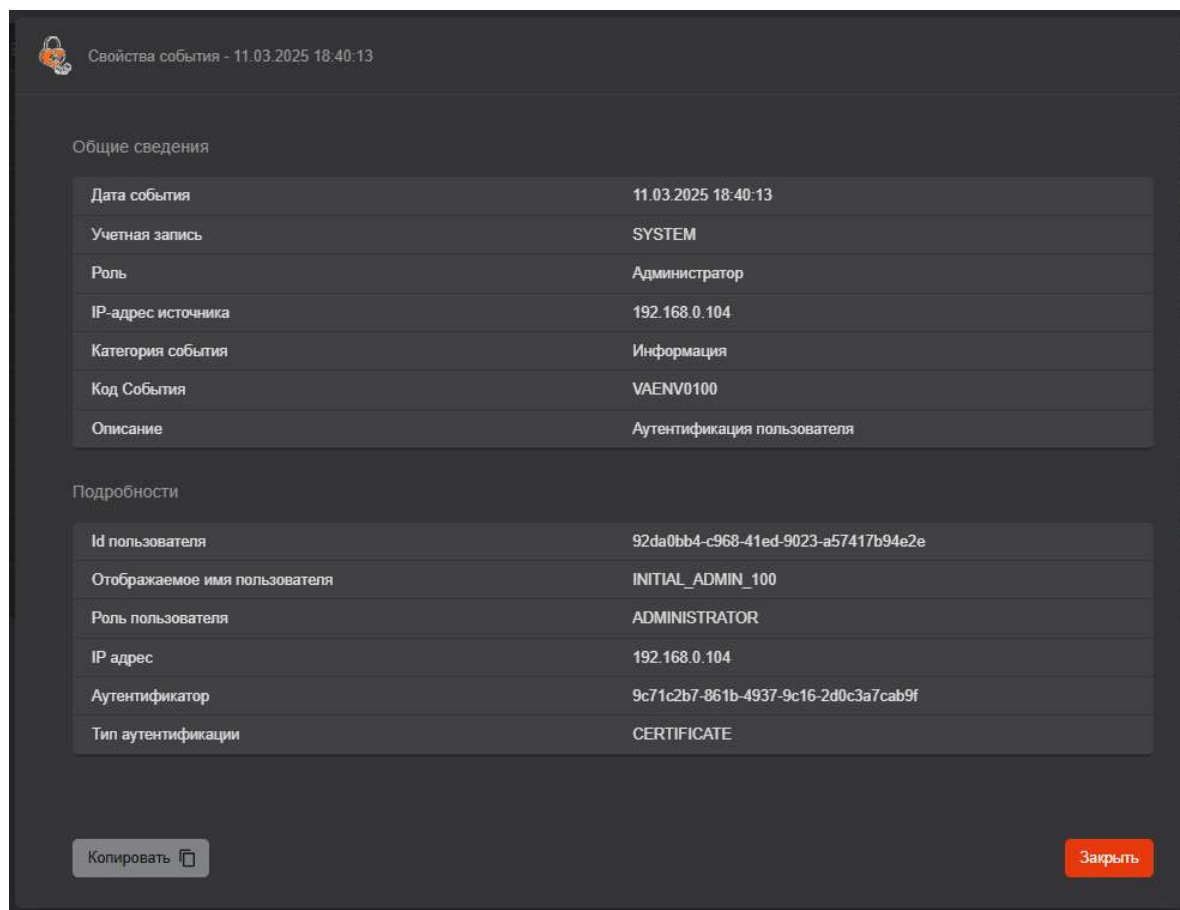 Свойства события - 11.03.2025 18:40:13
Общие сведения
Дата события 11.03.2025 18:40:13
Учетная запись SYSTEM
Роль Администратор
IP-адрес источника 192.168.0.104
Категория события Информация
Код События VAENV0100
Описание Аутентификация пользователя
Подробности
Id пользователя 92da0bb4-c968-41ed-9023-a57417b94e2e
Отображаемое имя пользователя INITIAL_ADMIN_100
Роль пользователя ADMINISTRATOR
IP адрес 192.168.0.104
Аутентификатор 9c71c2b7-861b-4937-9c16-2d0c3a7cab9f
Тип аутентификации CERTIFICATE
Копировать Закрыть